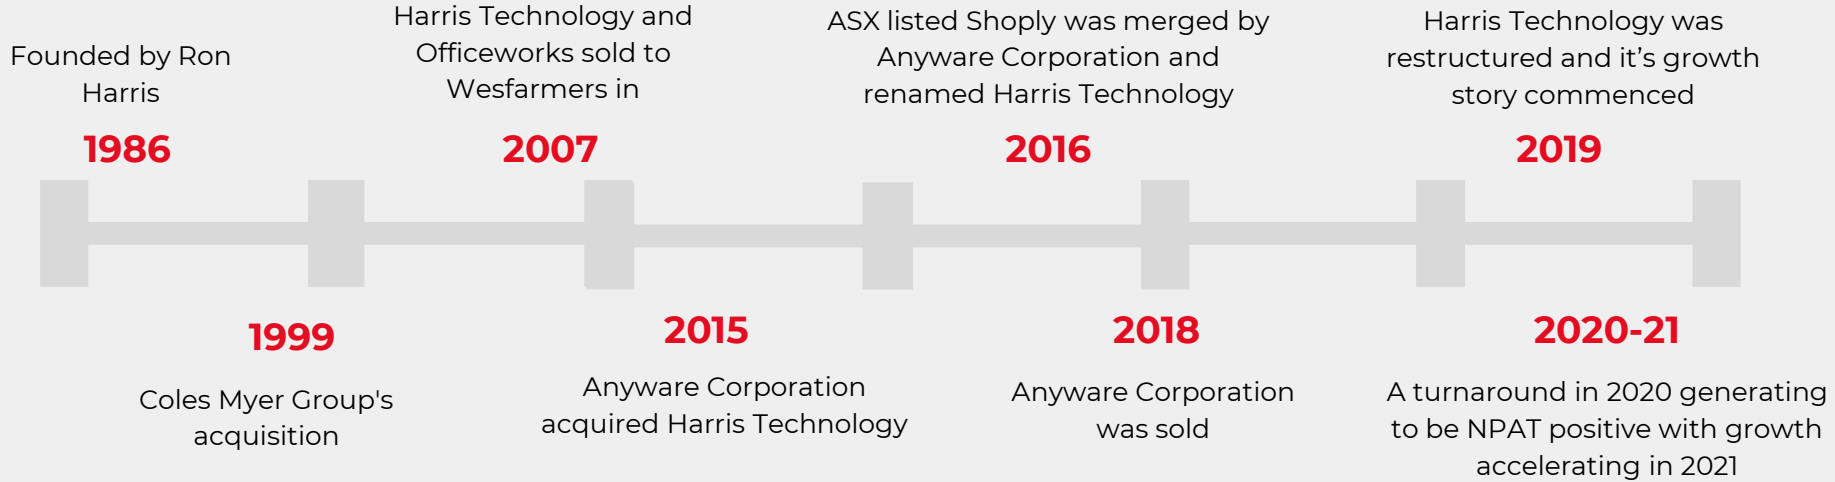 Founded by Ron
Harris
1986
Harris Technology and
Officeworks sold to
Wesfarmers in
2007
ASX listed Shoply was merged by
Anyware Corporation and
renamed Harris Technology
2016
Harris Technology was
restructured and it’s growth
story commenced
2019
1999
Coles Myer Group's
acquisition
2015
Anyware Corporation
acquired Harris Technology
2018
Anyware Corporation
was sold
2020-21
A turnaround in 2020 generating
to be NPAT positive with growth
accelerating in 2021